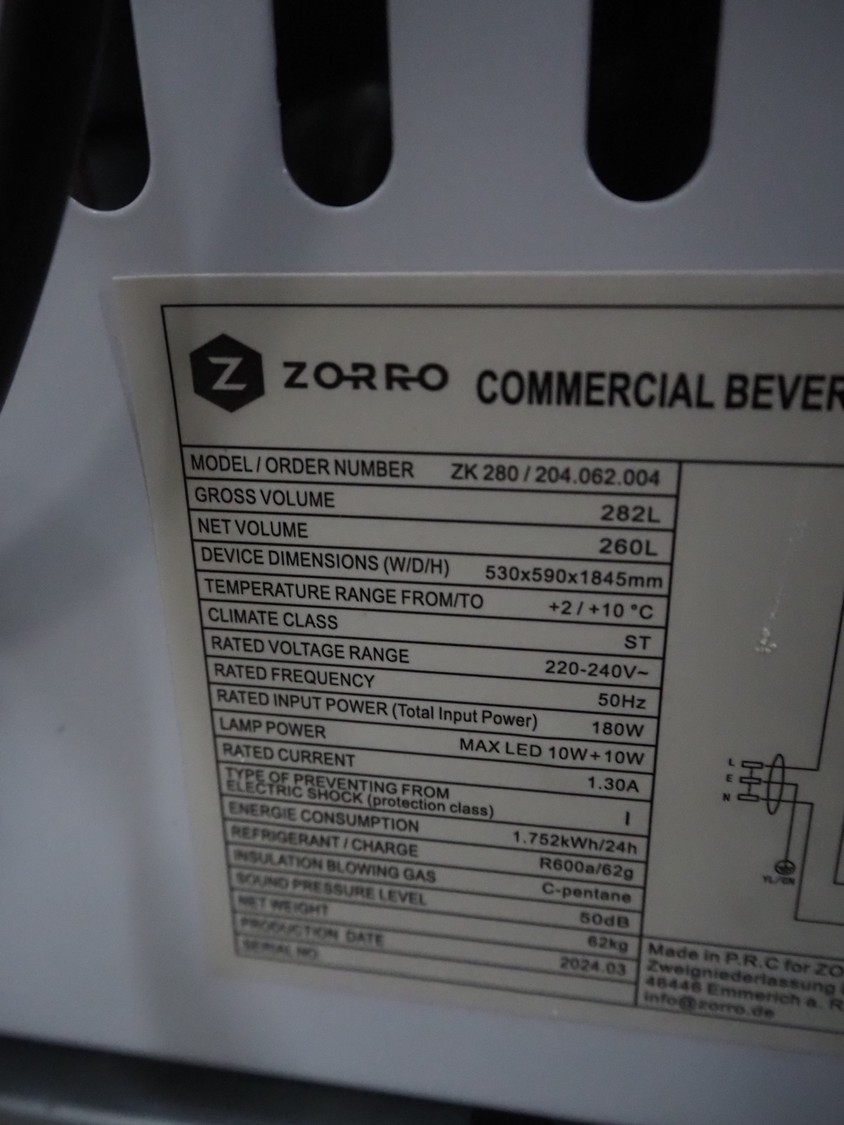 Z ZORRO COMMERCIAL BEVER
MODEL / ORDER NUMBER ZK 280 / 204.062.004
GROSS VOLUME 282L
NET VOLUME 260L
DEVICE DIMENSIONS (W/D/H) 530x590x1845mm
TEMPERATURE RANGE FROM/TO +2 / +10 °C
CLIMATE CLASS ST
RATED VOLTAGE RANGE 220-240V~
RATED FREQUENCY 50Hz
RATED INPUT POWER (Total Input Power) 180W
LAMP POWER MAX LED 10W+10W
RATED CURRENT 1.30A
TYPE OF PREVENTING FROM
ELECTRIC SHOCK (protection class) I
ENERGIE CONSUMPTION 1.752kWh/24h
REFRIGERANT / CHARGE R600a/62g
INSULATION BLOWING GAS C-pentane
SOUND PRESSURE LEVEL 50dB
NET WEIGHT 62kg
PRODUCTION DATE 2024.03
SERIAL NO
L
E
N
YL/GN
Made in P.R.C for ZO
Zweigniederlassung
46446 Emmerich a. R
info@zorro.de